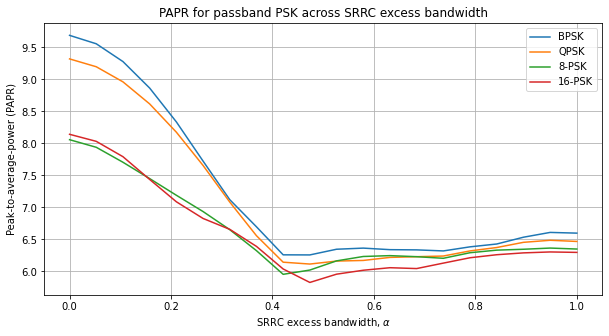 PAPR for passband PSK across SRRC excess bandwidth
Peak-to-average-power (PAPR)
9.5
9.0
8.5
8.0
7.5
7.0
6.5
6.0
BPSK
QPSK
8-PSK
16-PSK
0.0 0.2 0.4 0.6 0.8 1.0
SRRC excess bandwidth, α